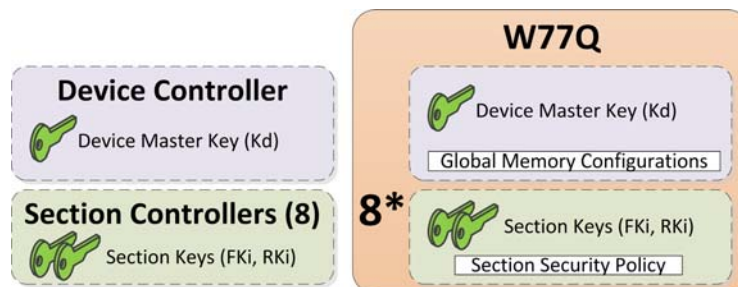 Device Controller
Device Master Key (Kd)
Section Controllers (8)
Section Keys (FKi, RKi)
W77Q
Device Master Key (Kd)
Global Memory Configurations
8*
Section Keys (FKi, RKi)
Section Security Policy